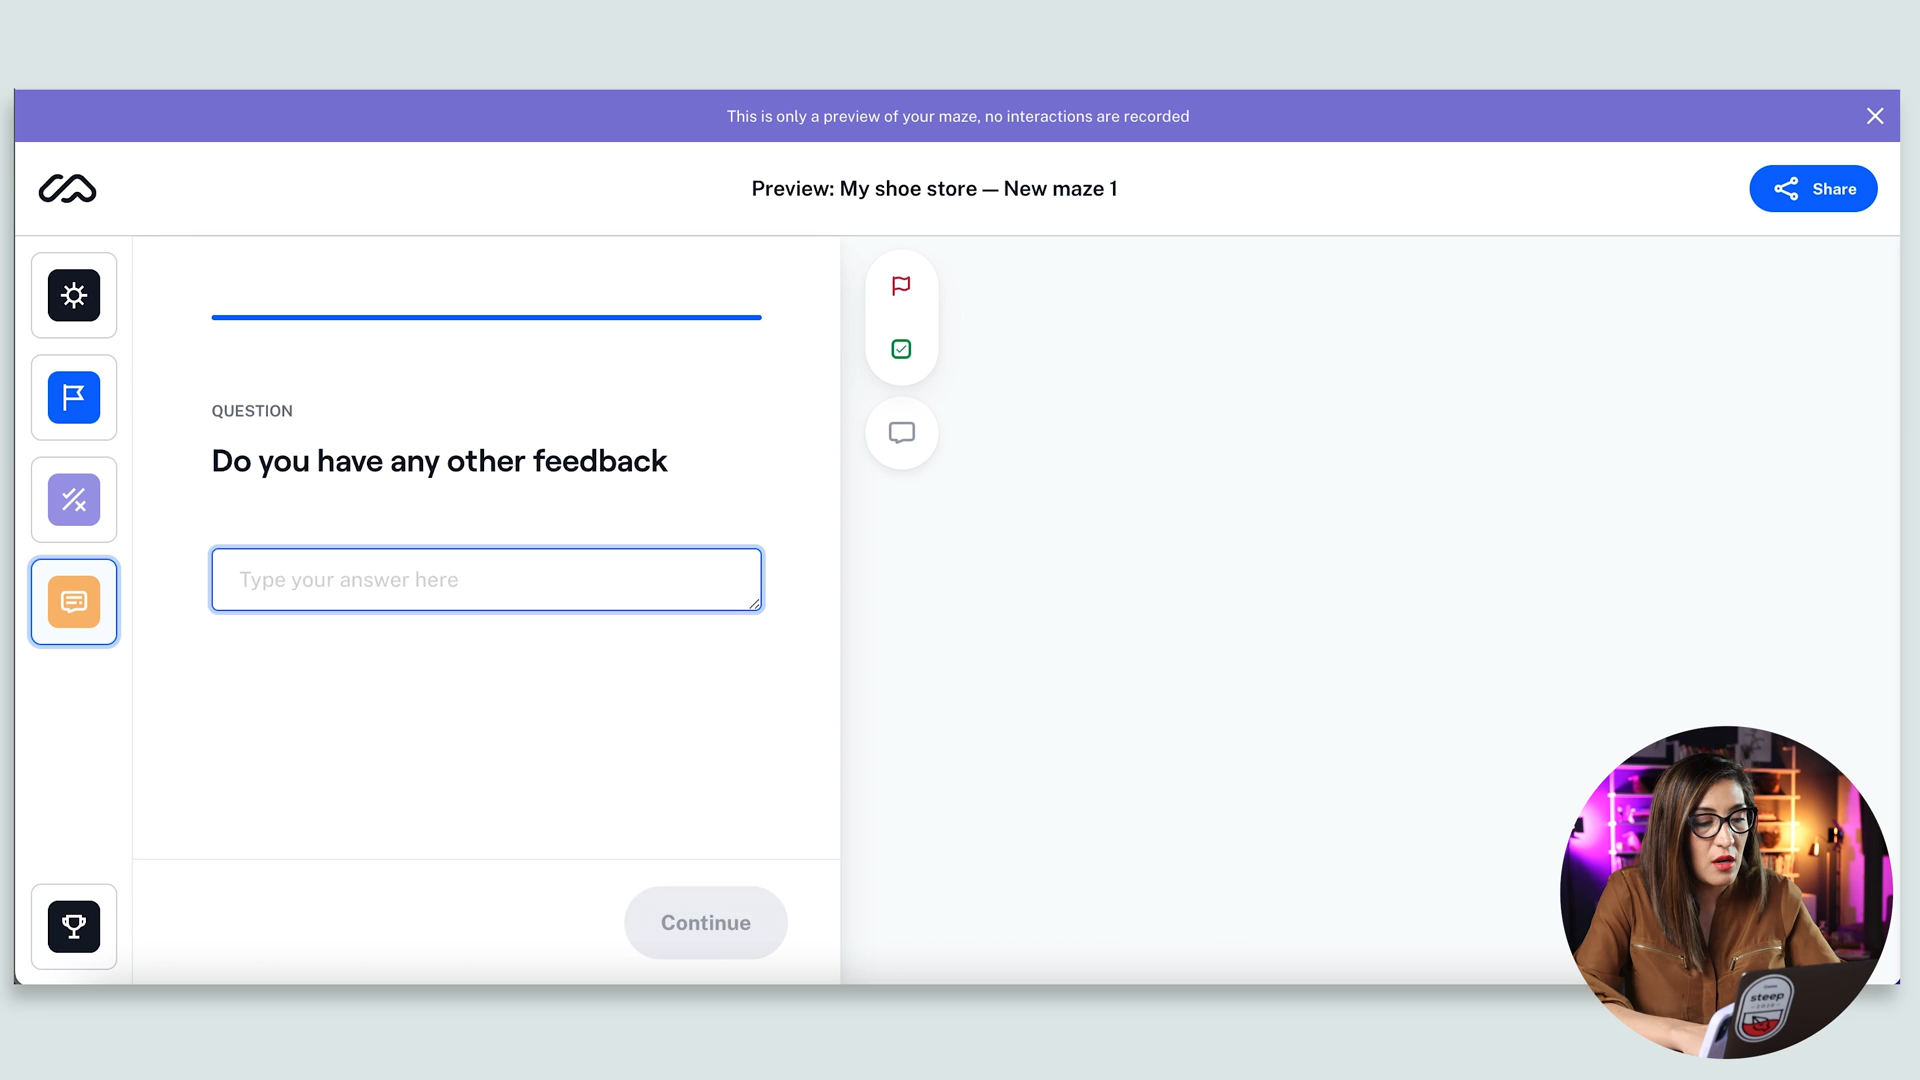 This is only a preview of your maze, no interactions are recorded
Preview: My shoe store — New maze 1
Share
QUESTION
Do you have any other feedback
Type your answer here
Continue
steep